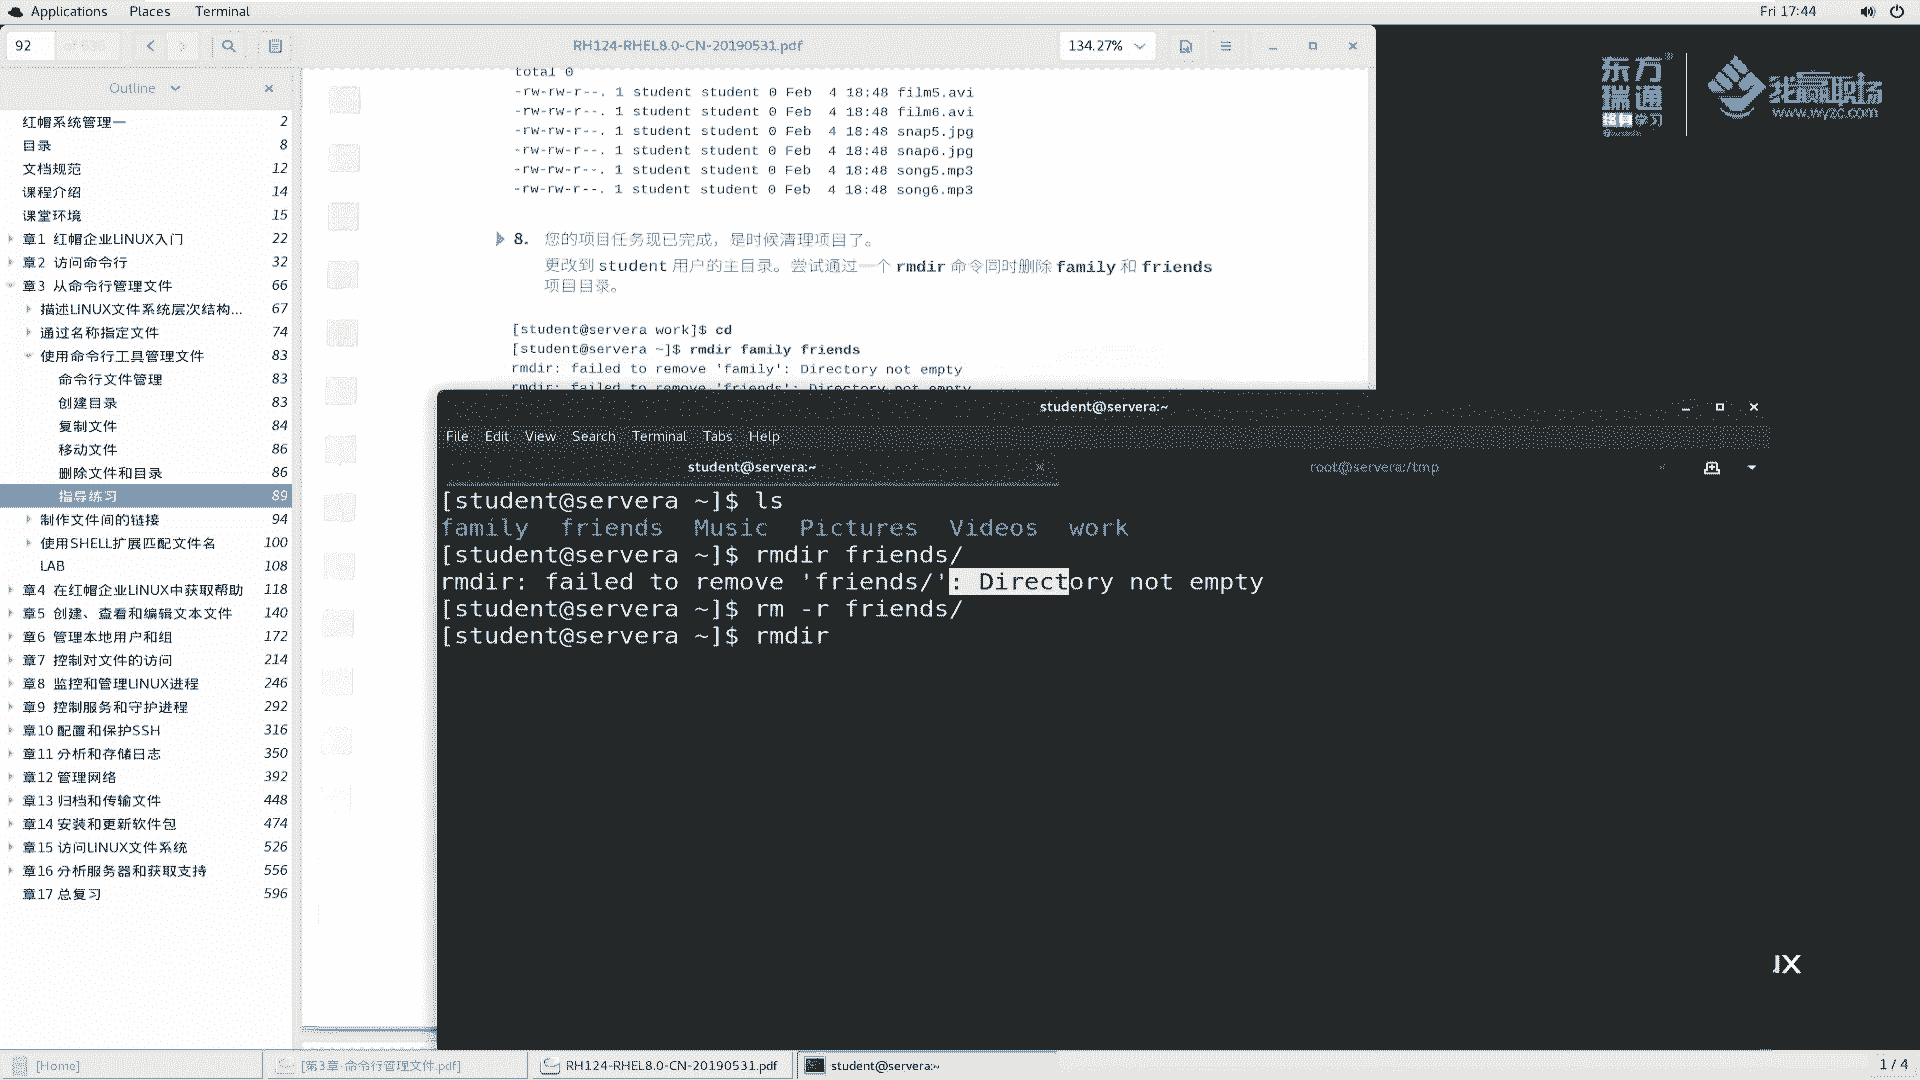 Applications Places Terminal Fri 17:44
92 of 636 RH124-RHEL8.0-CN-20190531.pdf 134.27%
Outline
红帽系统管理一 2
目录 8
文档规范 12
课程介绍 14
课堂环境 15
章1 红帽企业LINUX入门 22
章2 访问命令行 32
章3 从命令行管理文件 66
描述LINUX文件系统层次结构... 67
通过名称指定文件 74
使用命令行工具管理文件 83
命令行文件管理 83
创建目录 83
复制文件 84
移动文件 86
删除文件和目录 86
指导练习 89
制作文件间的链接 94
使用SHELL扩展匹配文件名 100
LAB 108
章4 在红帽企业LINUX中获取帮助 118
章5 创建、查看和编辑文本文件 140
章6 管理本地用户和组 172
章7 控制对文件的访问 214
章8 监控和管理LINUX进程 246
章9 控制服务和守护进程 292
章10 配置和保护SSH 316
章11 分析和存储日志 350
章12 管理网络 392
章13 归档和传输文件 448
章14 安装和更新软件包 474
章15 访问LINUX文件系统 526
章16 分析服务器和获取支持 556
章17 总复习 596
total 0
-rw-rw-r--. 1 student student 0 Feb  4 18:48 film5.avi
-rw-rw-r--. 1 student student 0 Feb  4 18:48 film6.avi
-rw-rw-r--. 1 student student 0 Feb  4 18:48 snap5.jpg
-rw-rw-r--. 1 student student 0 Feb  4 18:48 snap6.jpg
-rw-rw-r--. 1 student student 0 Feb  4 18:48 song5.mp3
-rw-rw-r--. 1 student student 0 Feb  4 18:48 song6.mp3
8. 您的项目任务现已完成，是时候清理项目了。
更改到 student 用户的主目录。尝试通过一个 rmdir 命令同时删除 family 和 friends
项目目录。
[student@servera work]$ cd
[student@servera ~]$ rmdir family friends
rmdir: failed to remove 'family': Directory not empty
rmdir: failed to remove 'friends': Directory not empty
东方瑞通
终身学习
我赢职场
www.wyzc.com
student@servera:~
File Edit View Search Terminal Tabs Help
student@servera:~ root@servera:/tmp
[student@servera ~]$ ls
family  friends  Music  Pictures  Videos  work
[student@servera ~]$ rmdir friends/
rmdir: failed to remove 'friends/': Directory not empty
[student@servera ~]$ rm -r friends/
[student@servera ~]$ rmdir
UX
[Home] [第3章 命令行管理文件.pdf] RH124-RHEL8.0-CN-20190531.pdf student@servera:~ 1 / 4